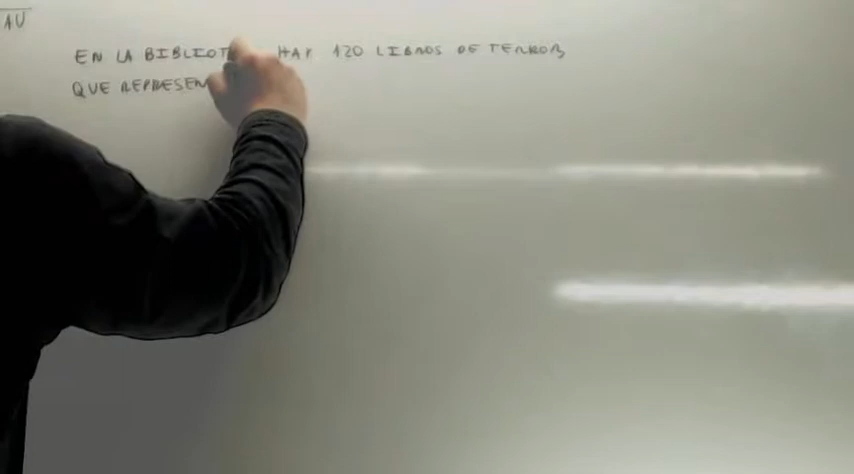 AU
EN LA BIBLIOT HAY 120 LIBROS DE TERROR
QUE REPRESEN